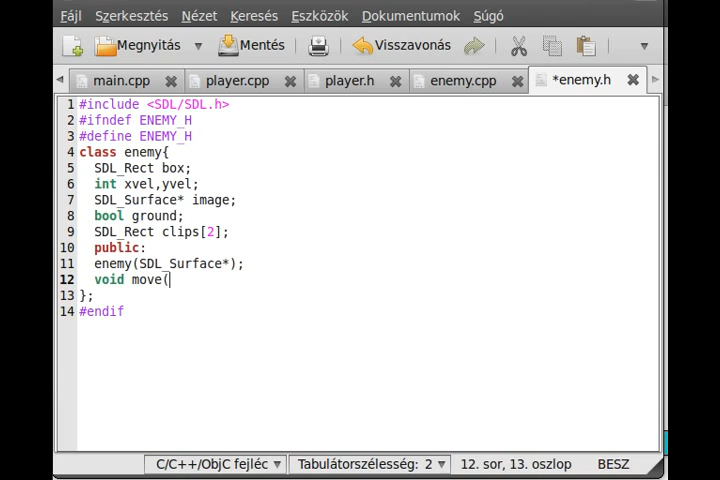 Fájl Szerkesztés Nézet Keresés Eszközök Dokumentumok Súgó
Megnyitás Mentés Visszavonás
main.cpp player.cpp player.h enemy.cpp *enemy.h
1 #include <SDL/SDL.h>
2 #ifndef ENEMY_H
3 #define ENEMY_H
4 class enemy{
5 SDL_Rect box;
6 int xvel,yvel;
7 SDL_Surface* image;
8 bool ground;
9 SDL_Rect clips[2];
10 public:
11 enemy(SDL_Surface*);
12 void move(
13 };
14 #endif
C/C++/ObjC fejléc Tabulátorszélesség: 2 12. sor, 13. oszlop BESZ